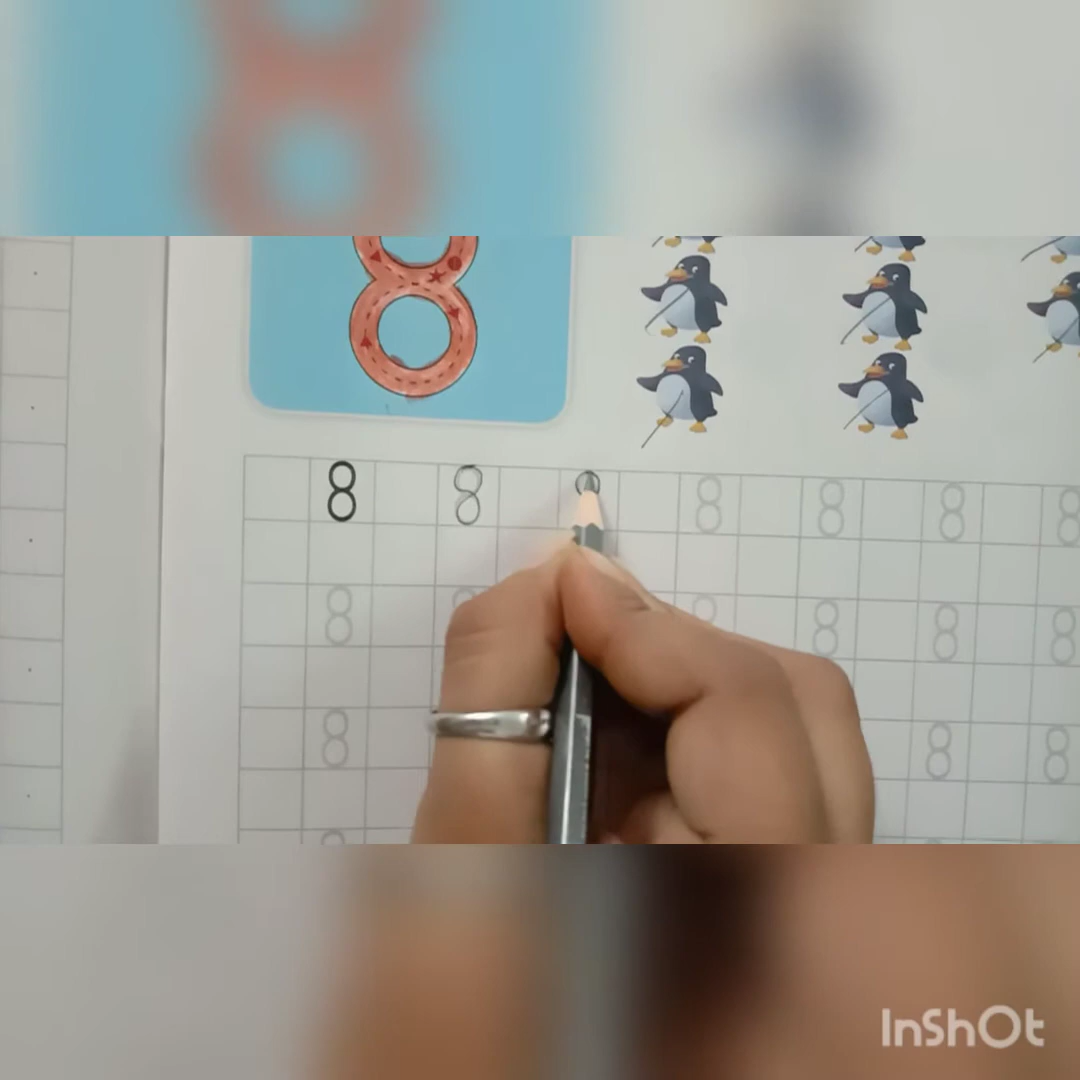 8
8 8 8 8 8 8 8
8 8 8 8 8 8
8 8 8
InShOt